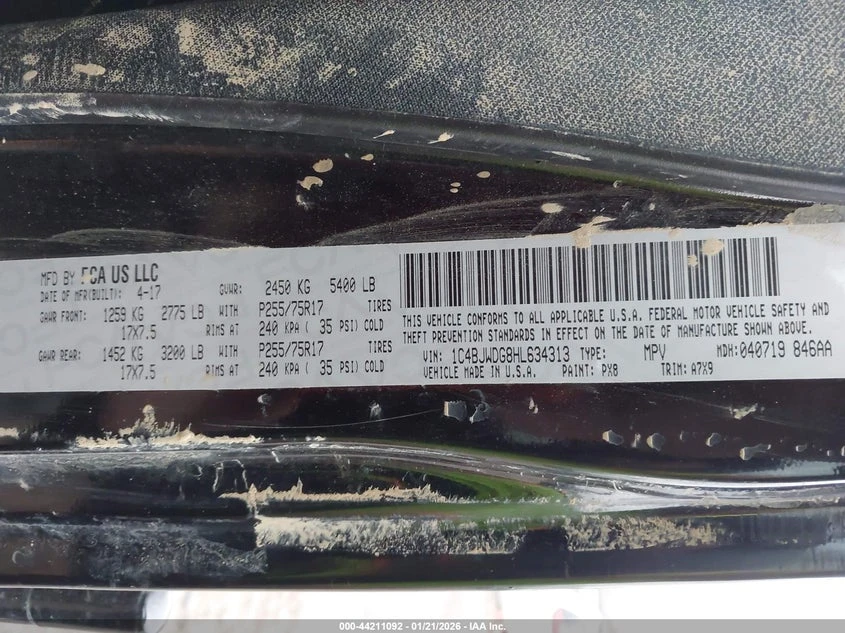 MFD BY FCA US LLC
DATE OF MFR(BUILT): 4-17 GVWR: 2450 KG 5400 LB
GAWR FRONT: 1259 KG 2775 LB WITH P255/75R17 TIRES
17X7.5 RIMS AT 240 KPA ( 35 PSI) COLD
GAWR REAR: 1452 KG 3200 LB WITH P255/75R17 TIRES
17X7.5 RIMS AT 240 KPA ( 35 PSI) COLD
THIS VEHICLE CONFORMS TO ALL APPLICABLE U.S.A. FEDERAL MOTOR VEHICLE SAFETY AND
THEFT PREVENTION STANDARDS IN EFFECT ON THE DATE OF MANUFACTURE SHOWN ABOVE.
VIN: 1C4BJWDG8HL634313 TYPE: MPV MDH: 040719 846AA
VEHICLE MADE IN U.S.A. PAINT: PX8 TRIM: A7X9
000-44211092 - 01/21/2026 - IAA Inc.